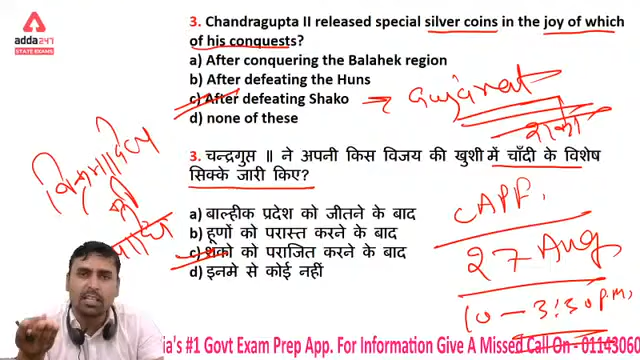 adda247
STATE EXAMS
3. Chandragupta II released special silver coins in the joy of which
of his conquests?
a) After conquering the Balahek region
b) After defeating the Huns
c) After defeating Shako
d) none of these
Gujarat
शको
3. चन्द्रगुप्त II ने अपनी किस विजय की खुशी में चाँदी के विशेष
सिक्के जारी किए?
a) बाल्हीक प्रदेश को जीतने के बाद
b) हूणों को परास्त करने के बाद
c) शकों को पराजित करने के बाद
d) इनमे से कोई नहीं
विक्रमादित्य
की
CAPF
27 Aug
10 - 3:30 P.M,
ia's #1 Govt Exam Prep App. For Information Give A Missed Call On - 01143060